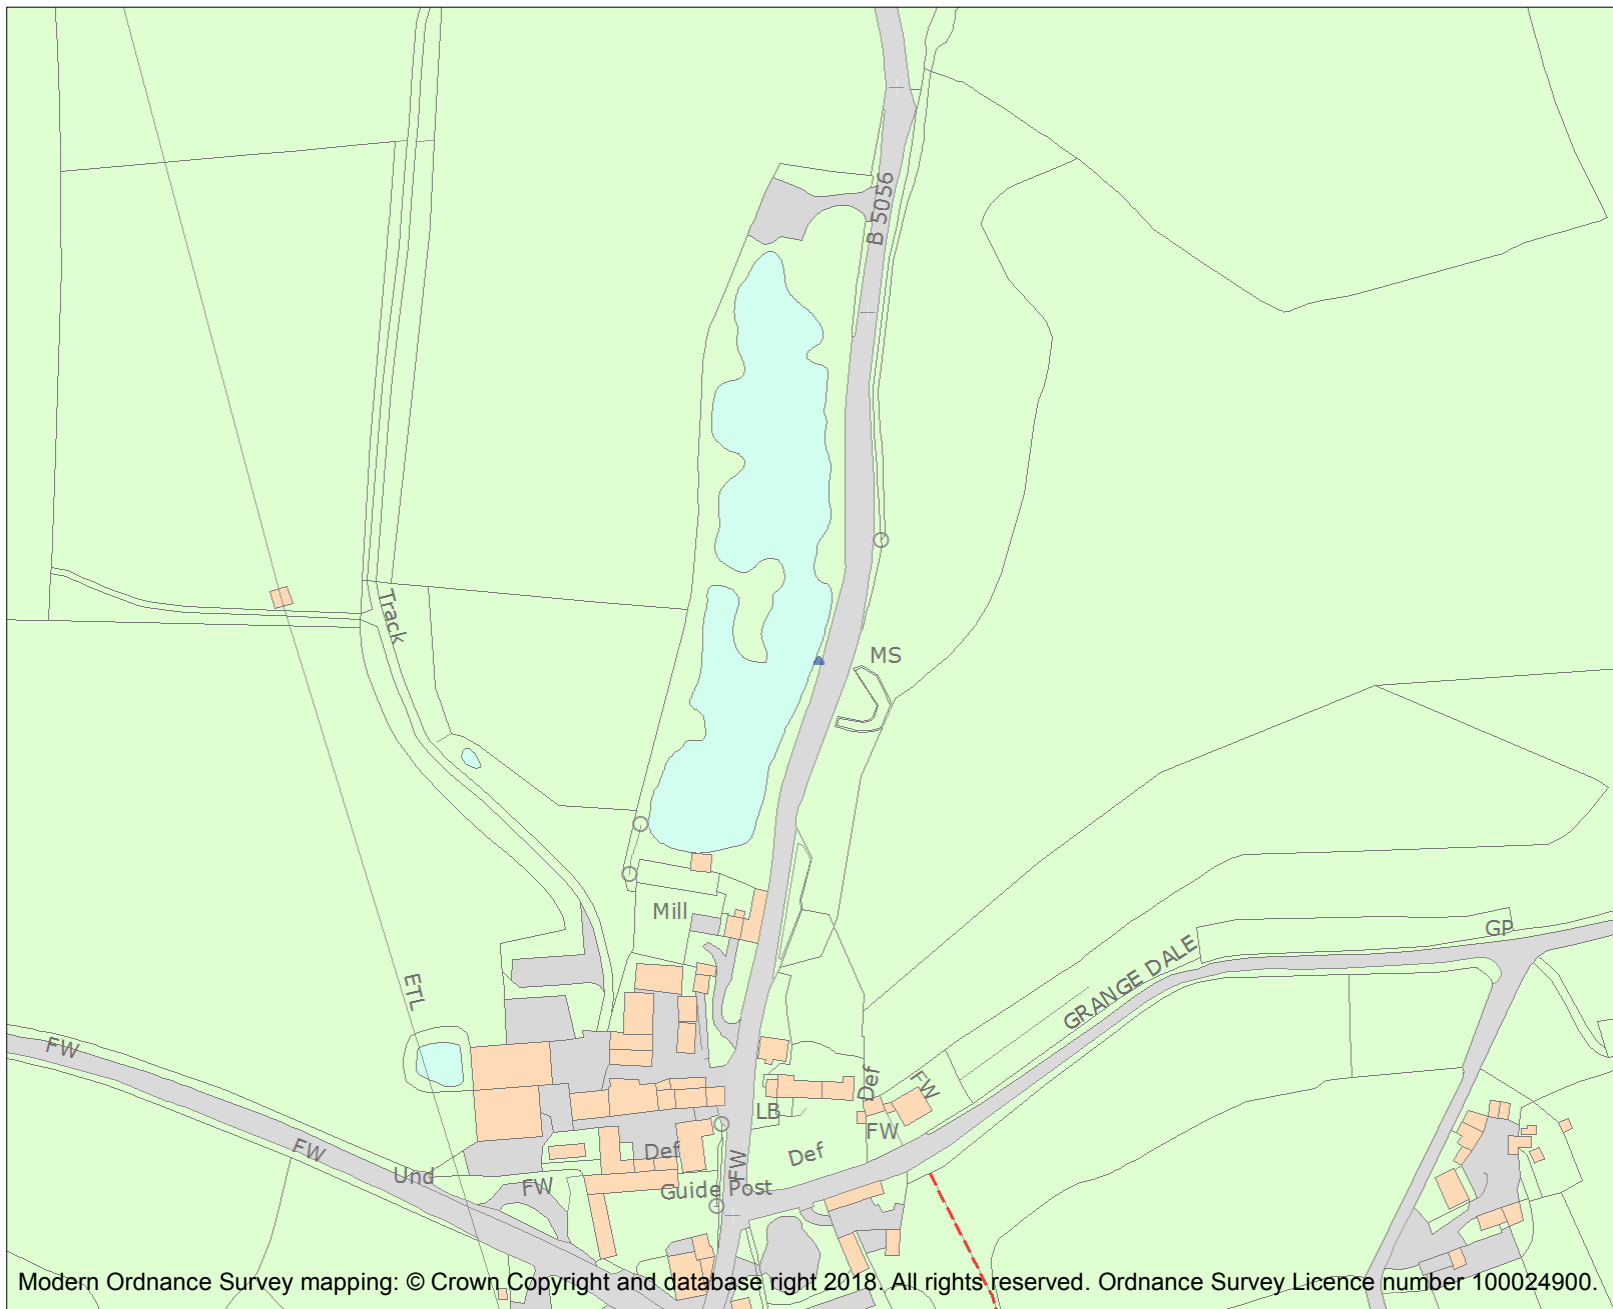 B 5056
Track
MS
Mill
GP
GRANGE DALE
ETL
FW
FW
Def
LB
FW
FW
Def
Def
FW
Und
FW
Guide Post
Modern Ordnance Survey mapping: © Crown Copyright and database right 2018. All rights reserved. Ordnance Survey Licence number 100024900.